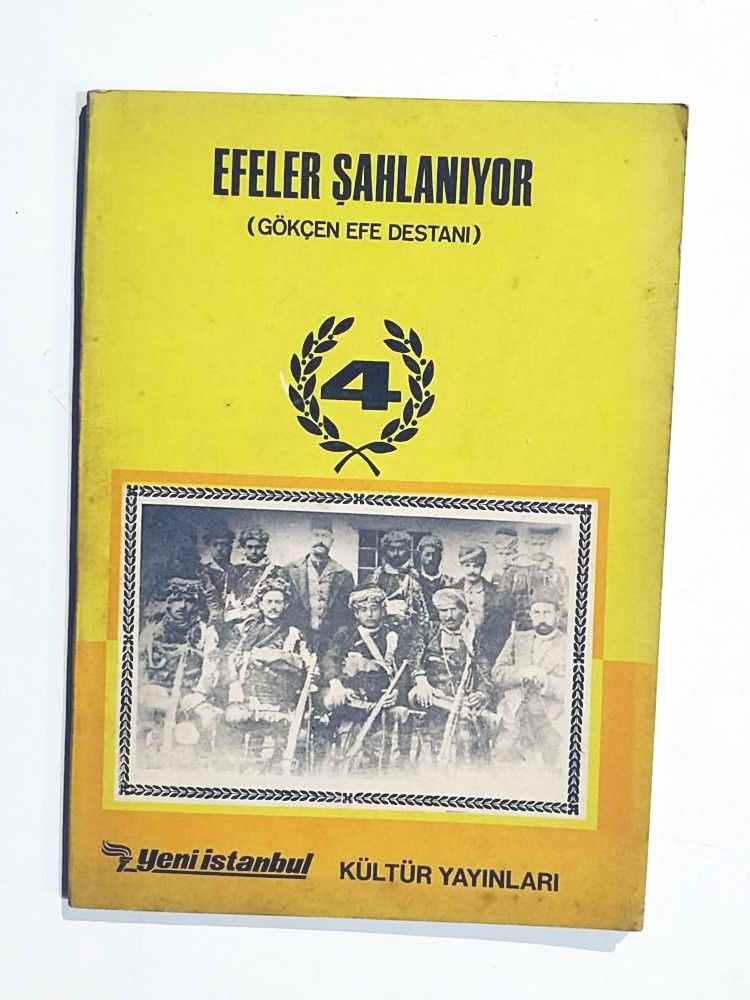 EFELER ŞAHLANIYOR
(GÖKÇEN EFE DESTANI)
4
yeni istanbul KÜLTÜR YAYINLARI